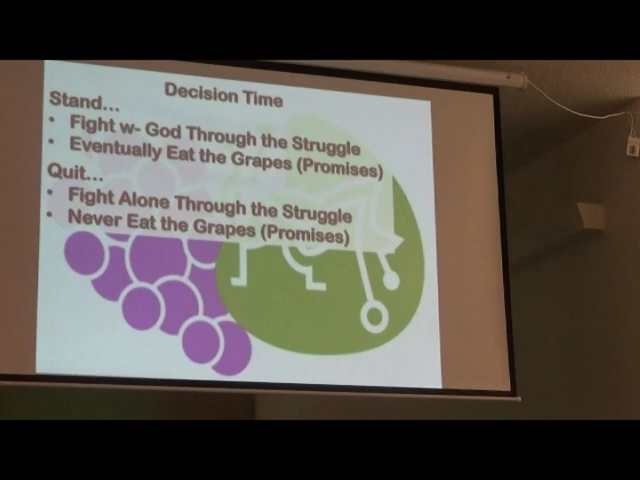 Decision Time
Stand...
• Fight w- God Through the Struggle
• Eventually Eat the Grapes (Promises)
Quit...
• Fight Alone Through the Struggle
• Never Eat the Grapes (Promises)